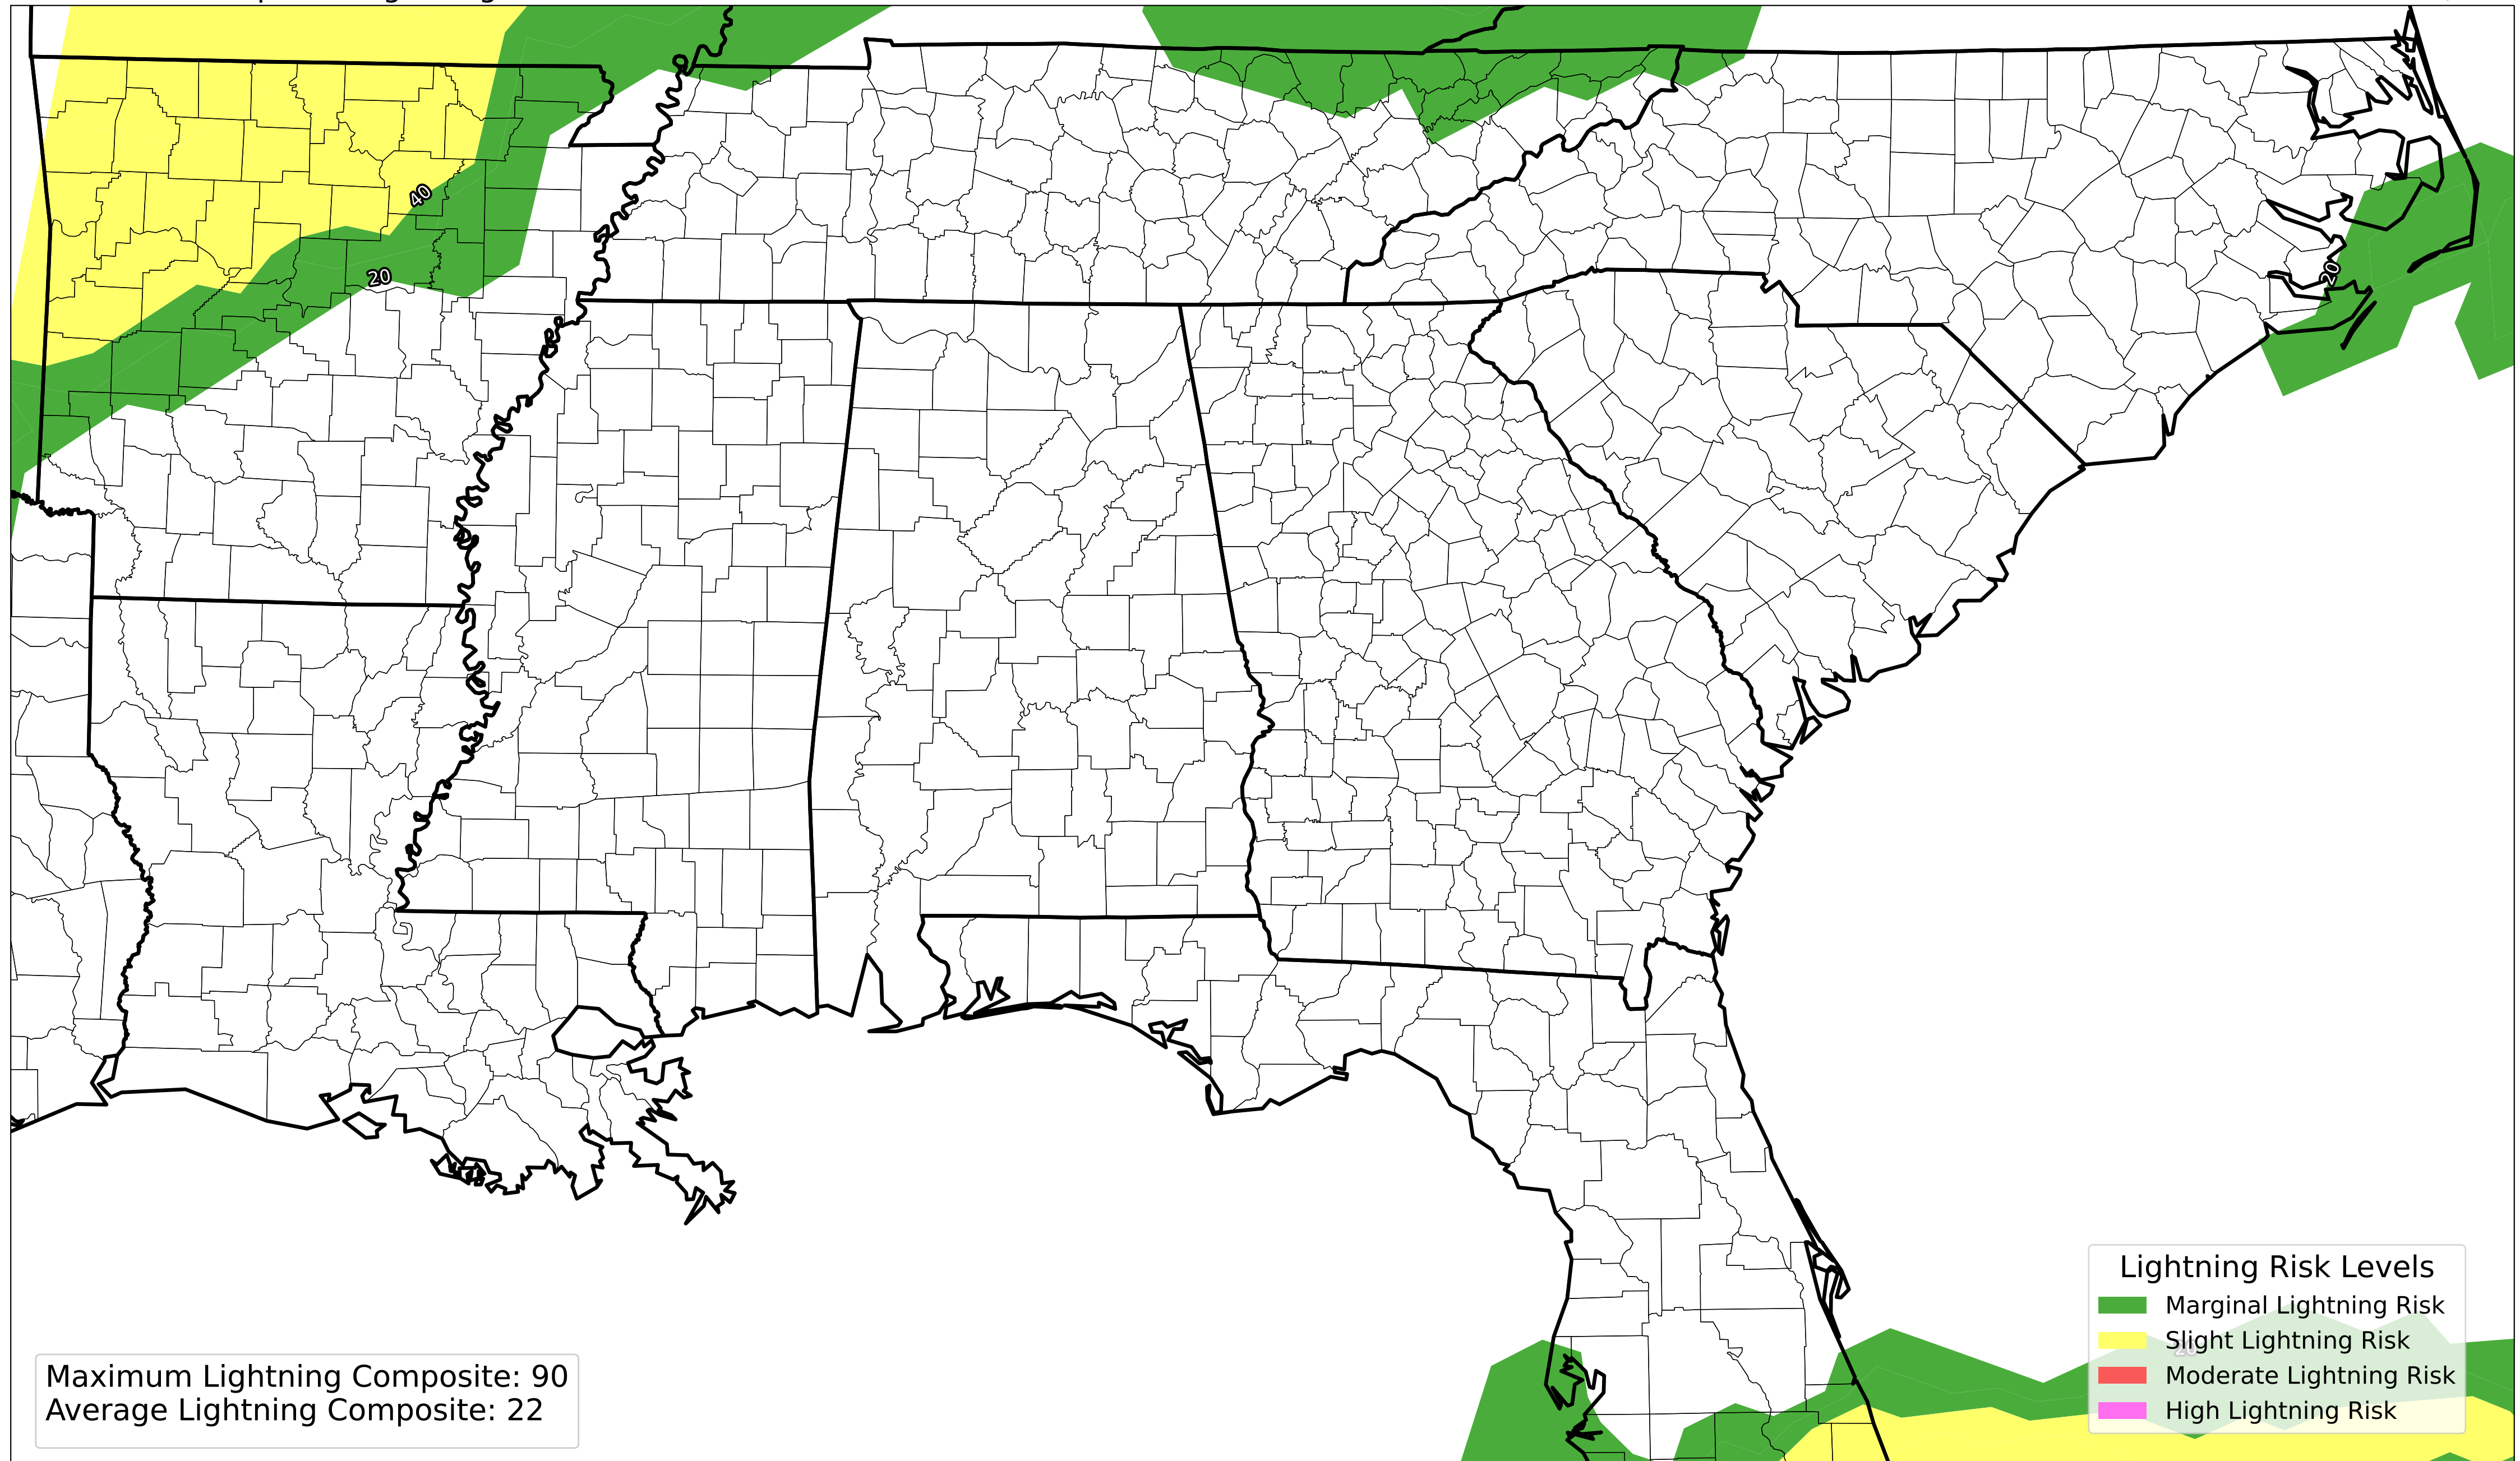 40
20
20
Lightning Risk Levels
Marginal Lightning Risk
Slight Lightning Risk
20
Moderate Lightning Risk
High Lightning Risk
Maximum Lightning Composite: 90
Average Lightning Composite: 22